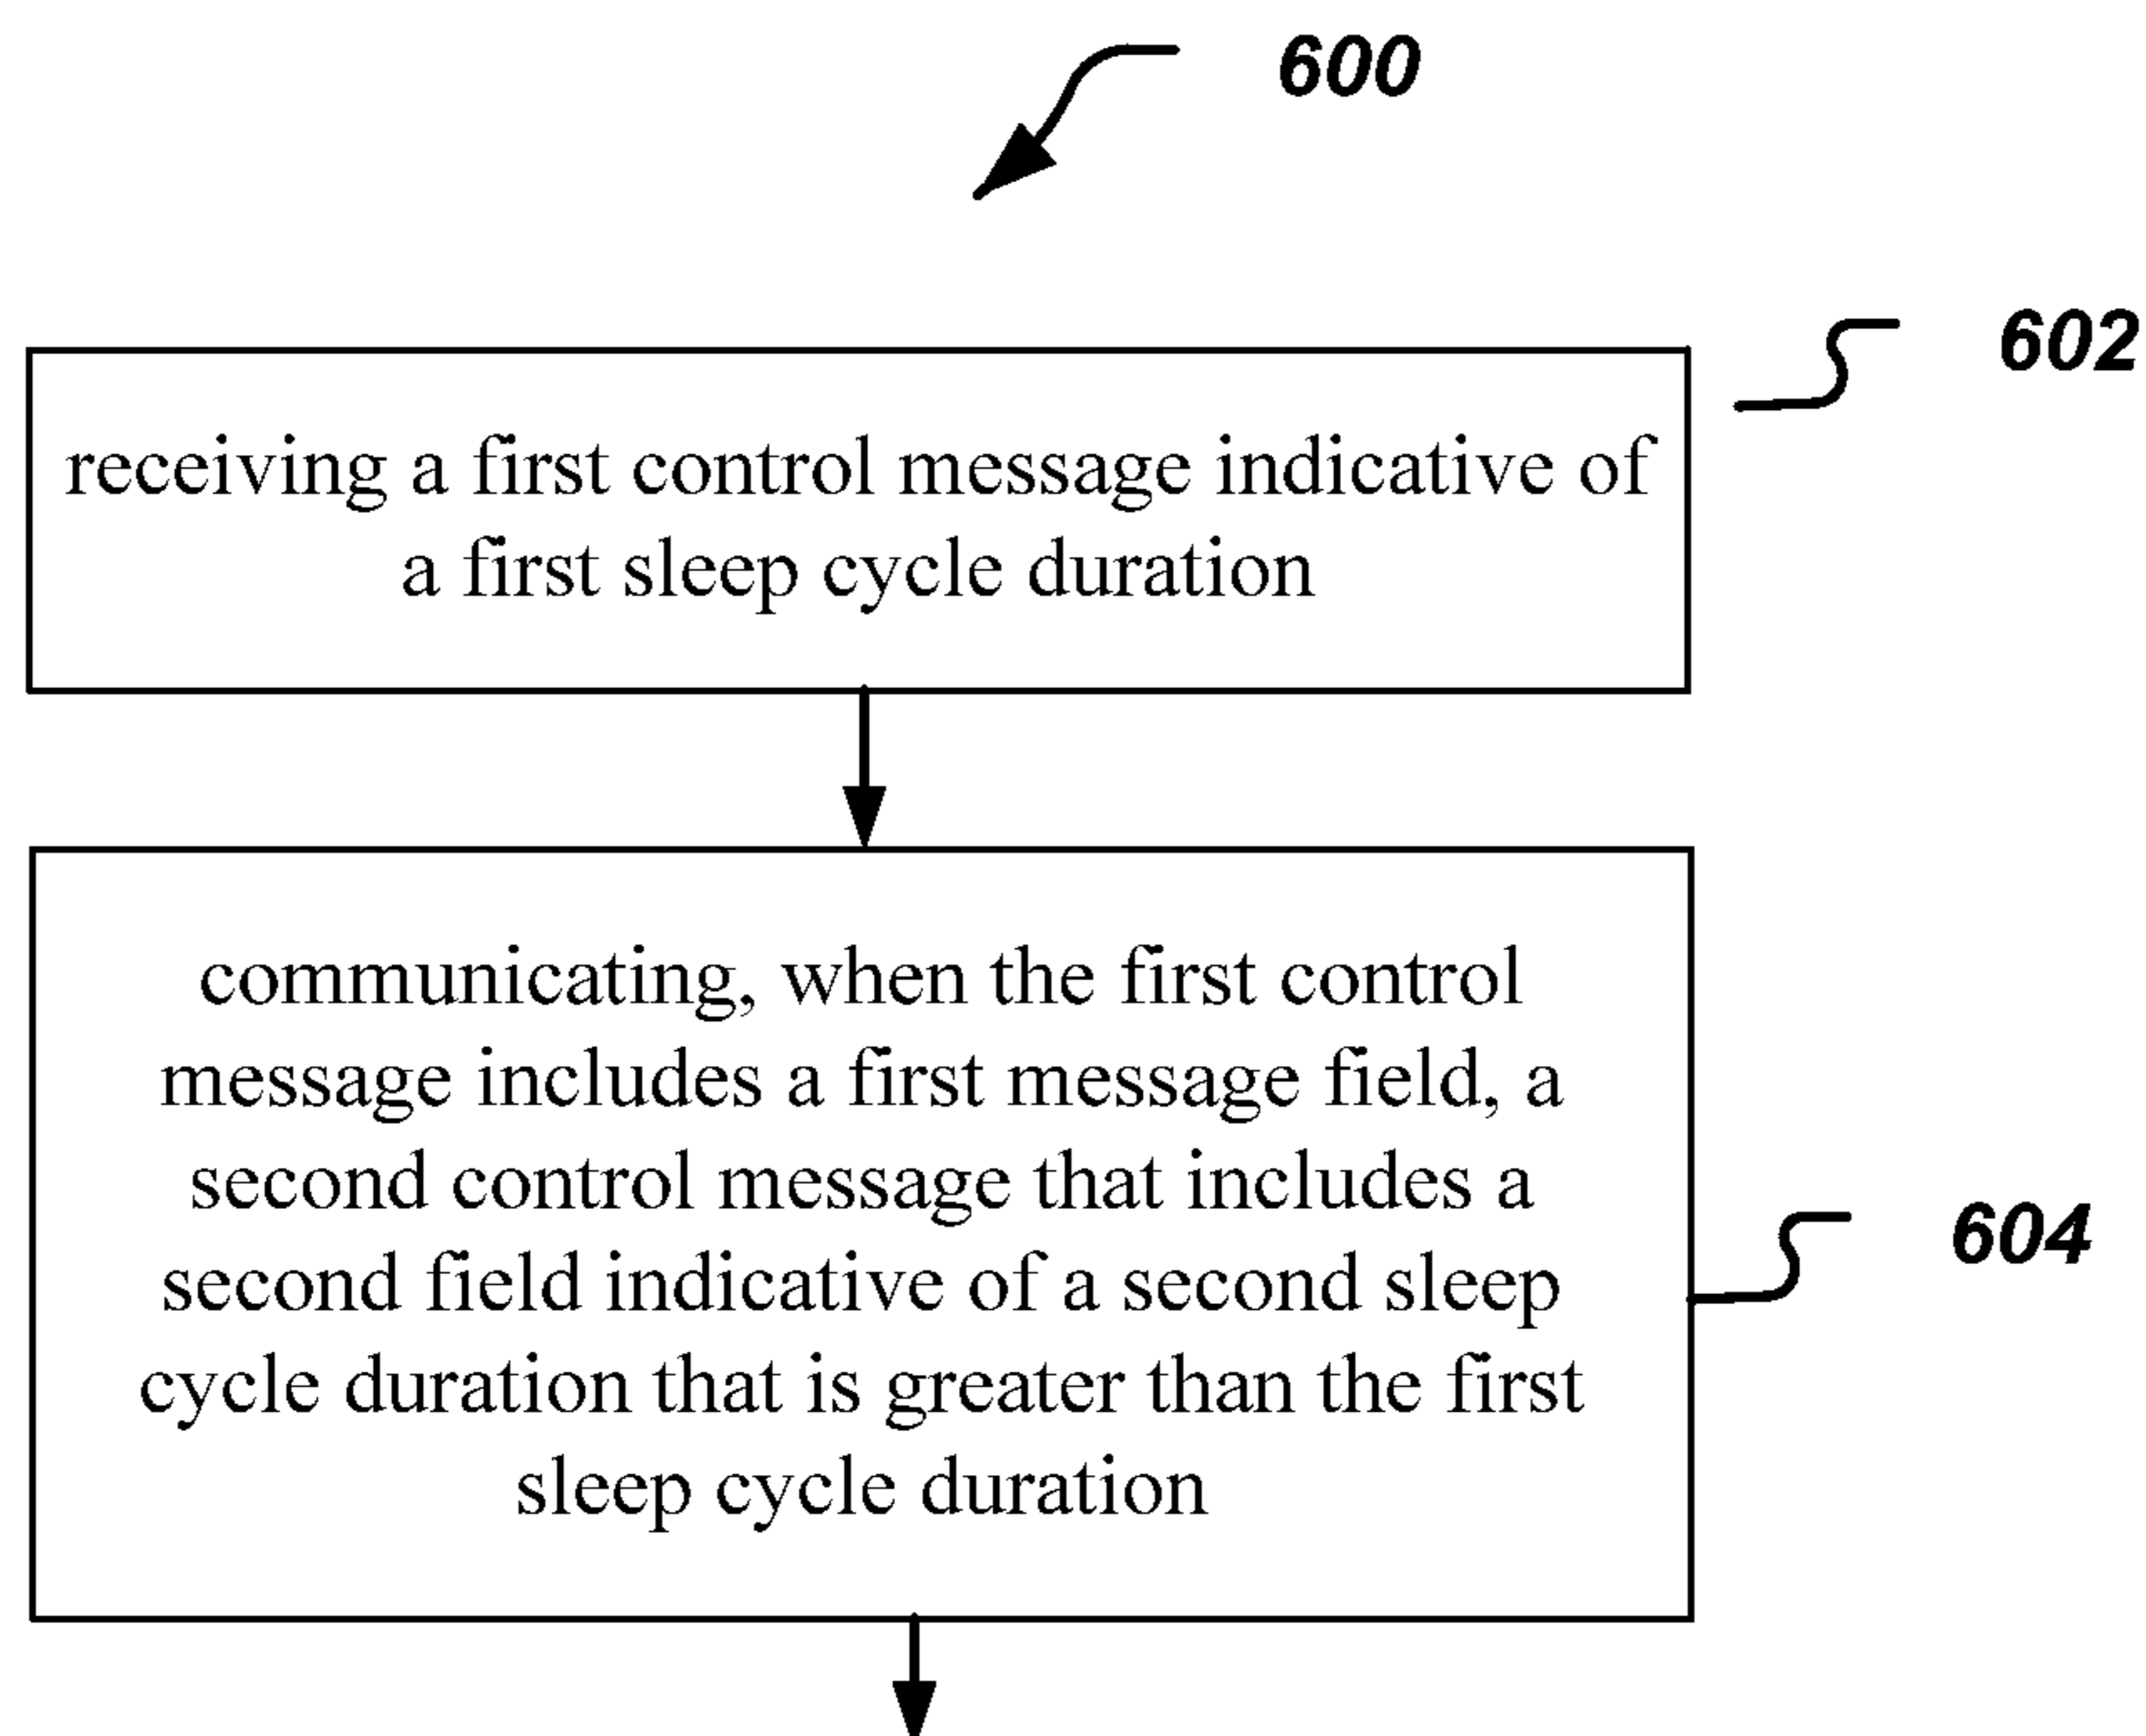 600
602
receiving a first control message indicative of
a first sleep cycle duration
communicating, when the first control
message includes a first message field, a
second control message that includes a
second field indicative of a second sleep
cycle duration that is greater than the first
sleep cycle duration
604